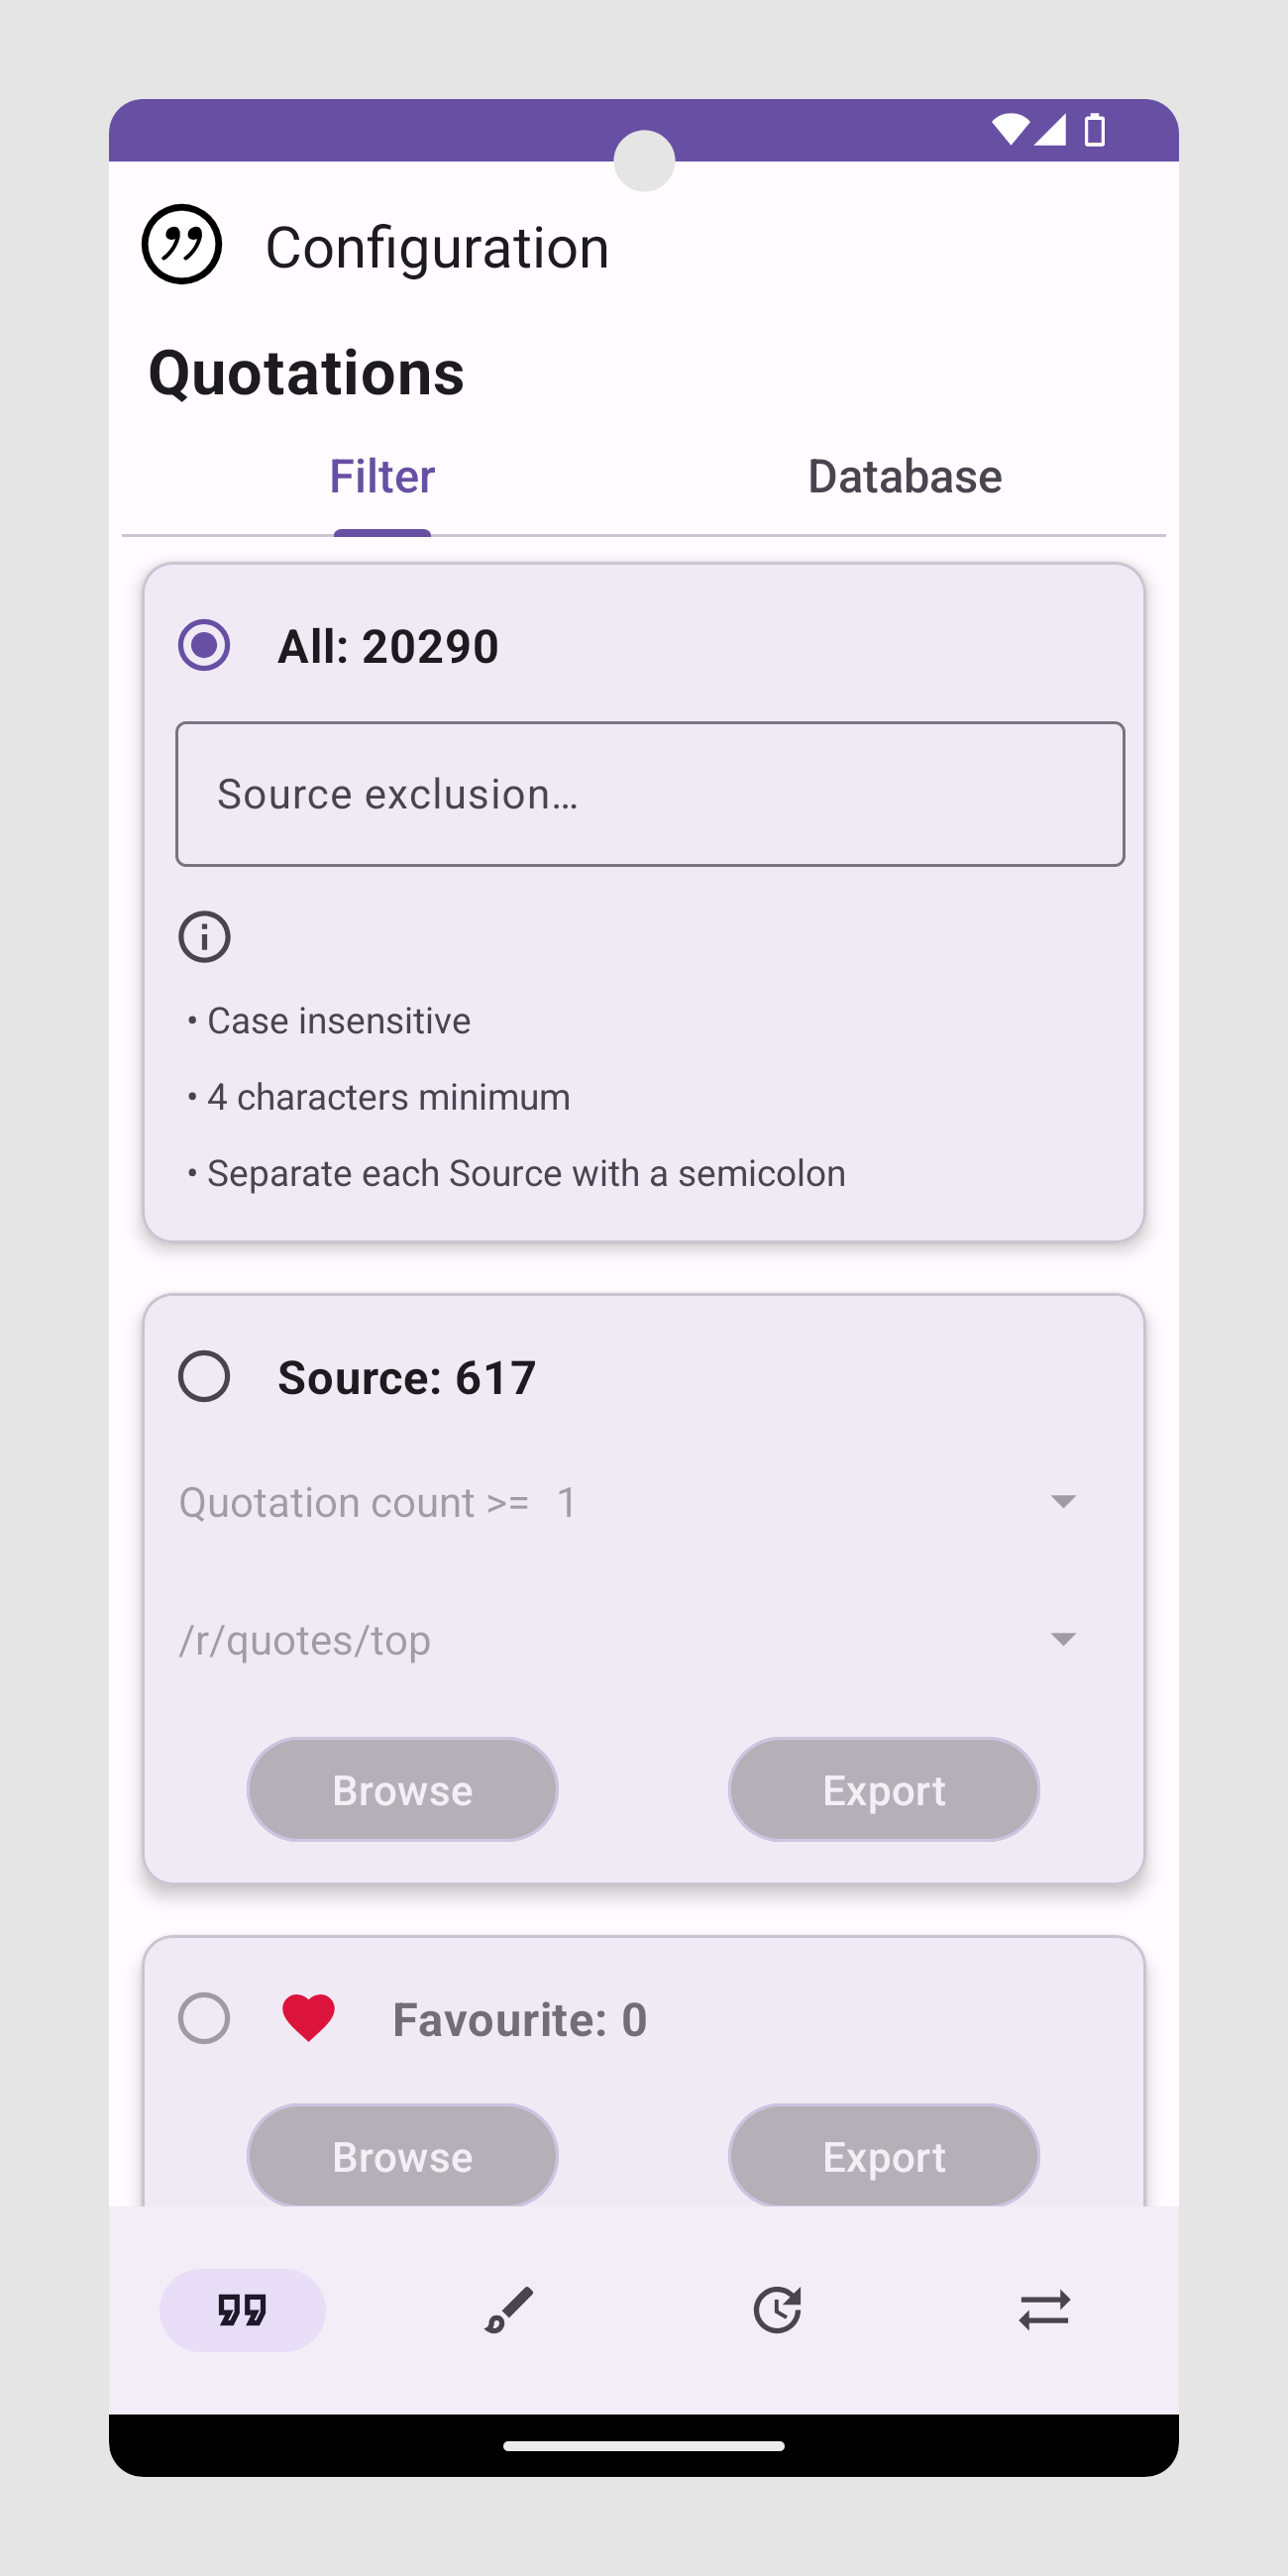 Configuration
Quotations
Filter
Database
All: 20290
Source exclusion…
• Case insensitive
• 4 characters minimum
• Separate each Source with a semicolon
Source: 617
Quotation count >= 1
/r/quotes/top
Browse
Export
Favourite: 0
Browse
Export